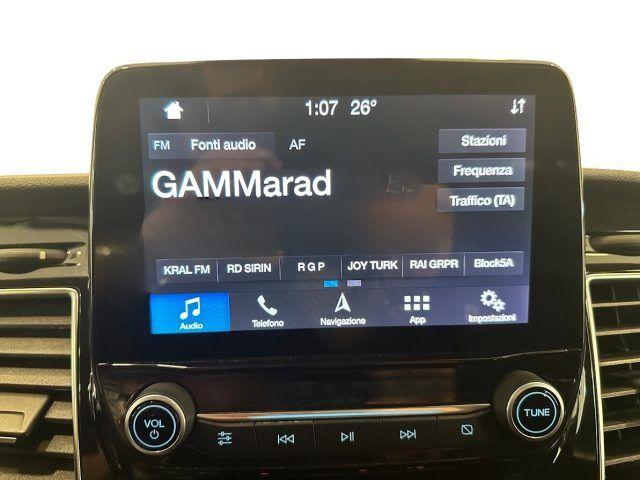 1:07 26°
FM Fonti audio AF
Stazioni
GAMMarad
Frequenza
Traffico (TA)
KRAL FM RD SIRIN R G P JOY TURK RAI GRPR Block5A
Audio Telefono Navigazione App Impostazioni
VOL
TUNE